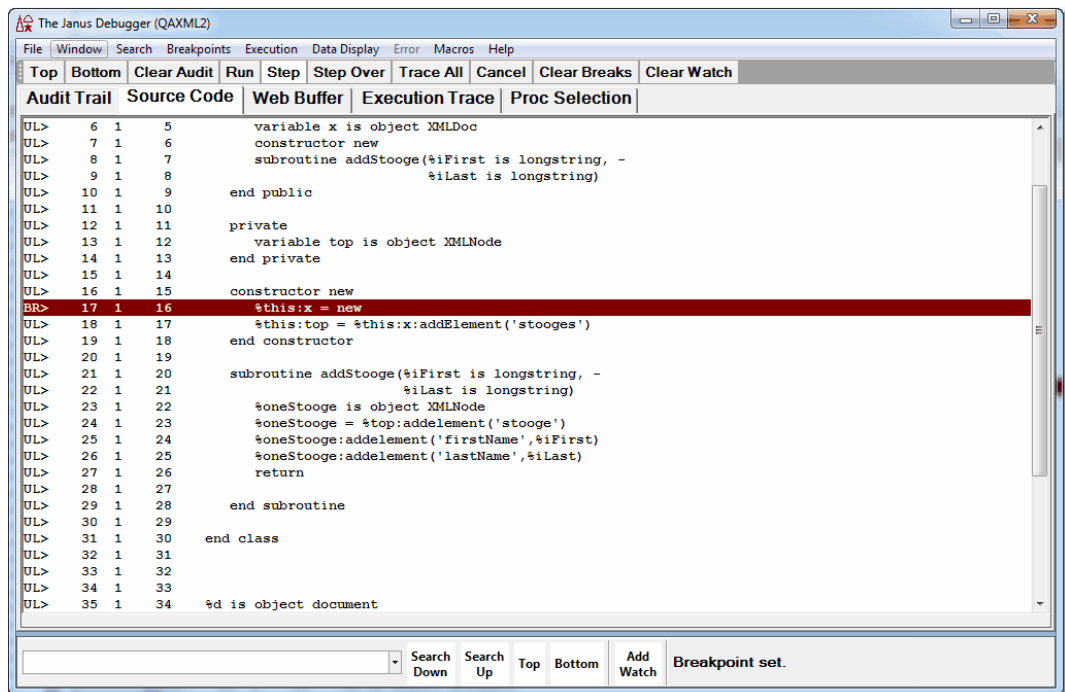 The Janus Debugger (QAXML2)
File Window Search Breakpoints Execution Data Display Error Macros Help
Top Bottom Clear Audit Run Step Step Over Trace All Cancel Clear Breaks Clear Watch
Audit Trail Source Code Web Buffer Execution Trace Proc Selection
UL> 6 1 5 variable x is object XMLDoc
UL> 7 1 6 constructor new
UL> 8 1 7 subroutine addStooge(%iFirst is longstring, -
UL> 9 1 8 %iLast is longstring)
UL> 10 1 9 end public
UL> 11 1 10
UL> 12 1 11 private
UL> 13 1 12 variable top is object XMLNode
UL> 14 1 13 end private
UL> 15 1 14
UL> 16 1 15 constructor new
BR> 17 1 16 %this:x = new
UL> 18 1 17 %this:top = %this:x:addElement('stooges')
UL> 19 1 18 end constructor
UL> 20 1 19
UL> 21 1 20 subroutine addStooge(%iFirst is longstring, -
UL> 22 1 21 %iLast is longstring)
UL> 23 1 22 %oneStooge is object XMLNode
UL> 24 1 23 %oneStooge = %top:addelement('stooge')
UL> 25 1 24 %oneStooge:addelement('firstName',%iFirst)
UL> 26 1 25 %oneStooge:addelement('lastName',%iLast)
UL> 27 1 26 return
UL> 28 1 27
UL> 29 1 28 end subroutine
UL> 30 1 29
UL> 31 1 30 end class
UL> 32 1 31
UL> 33 1 32
UL> 34 1 33
UL> 35 1 34 %d is object document
Search Down Search Up Top Bottom Add Watch Breakpoint set.